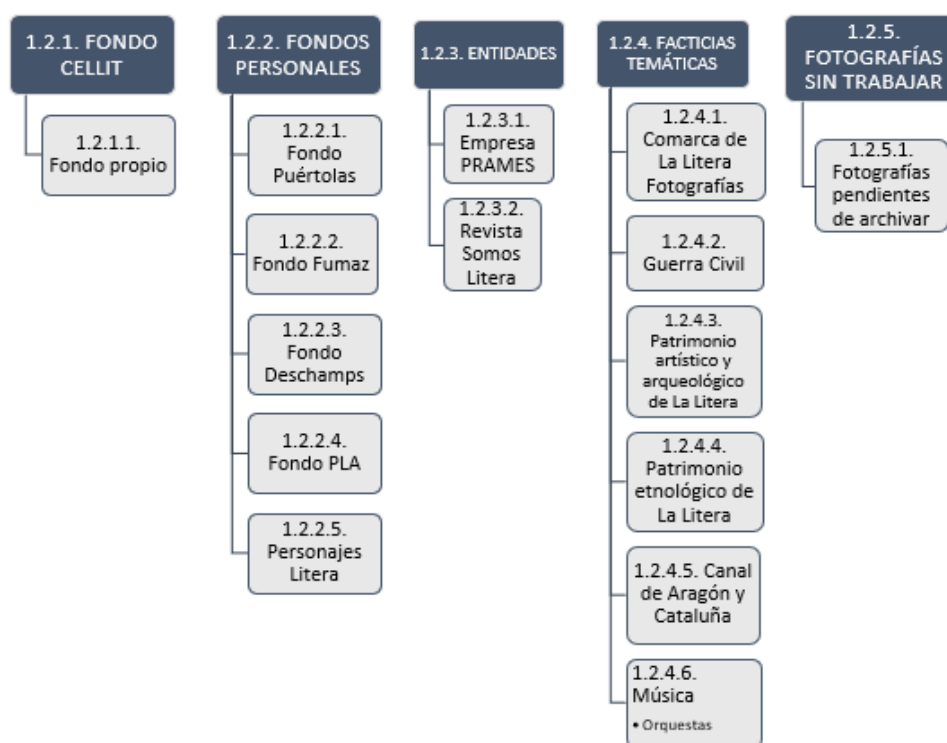 1.2.1. FONDO
CELLIT
1.2.1.1.
Fondo propio
1.2.2. FONDOS
PERSONALES
1.2.2.1.
Fondo
Puértolas
1.2.2.2.
Fondo Fumaz
1.2.2.3.
Fondo
Deschamps
1.2.2.4.
Fondo PLA
1.2.2.5.
Personajes
Litera
1.2.3. ENTIDADES
1.2.3.1.
Empresa
PRAMES
1.2.3.2.
Revista
Somos
Litera
1.2.4. FACTICIAS
TEMÁTICAS
1.2.4.1.
Comarca de
La Litera
Fotografías
1.2.4.2.
Guerra Civil
1.2.4.3.
Patrimonio
artístico y
arqueológico
de La Litera
1.2.4.4.
Patrimonio
etnológico de
La Litera
1.2.4.5. Canal
de Aragón y
Cataluña
1.2.4.6.
Música
• Orquestas
1.2.5.
FOTOGRAFÍAS
SIN TRABAJAR
1.2.5.1.
Fotografías
pendientes
de archivar